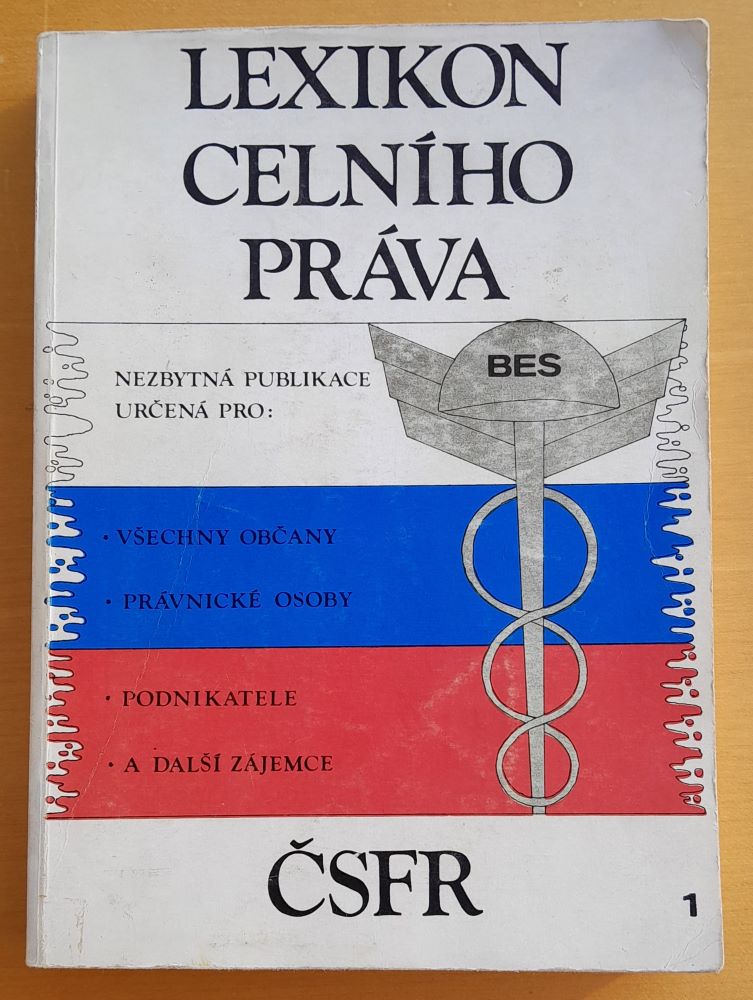 LEXIKON
CELNÍHO
PRÁVA
BES
NEZBYTNÁ PUBLIKACE
URČENÁ PRO:
• VŠECHNY OBČANY
• PRÁVNICKÉ OSOBY
• PODNIKATELE
• A DALŠÍ ZÁJEMCE
ČSFR
1